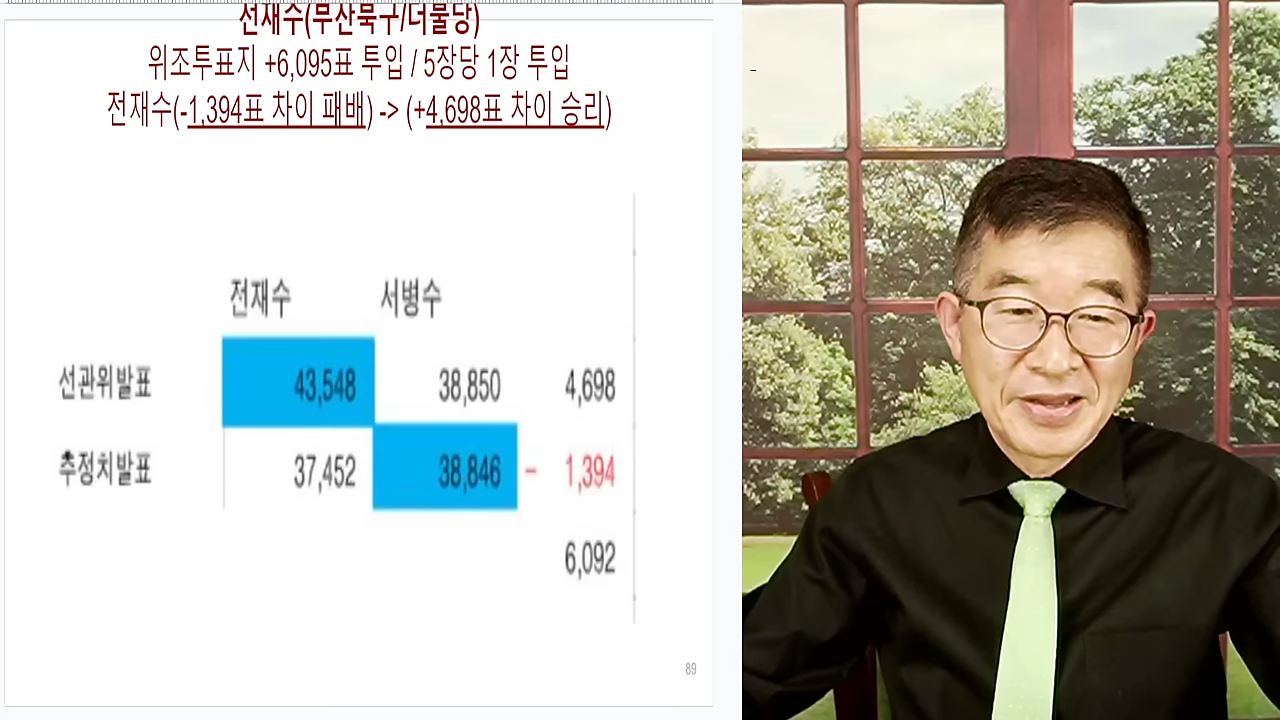 전재수(부산북구/더불당)
위조투표지 +6,095표 투입 / 5장당 1장 투입
전재수(-1,394표 차이 패배) -> (+4,698표 차이 승리)
전재수 서병수
선관위발표 43,548 38,850 4,698
추정치발표 37,452 38,846 - 1,394
6,092
89